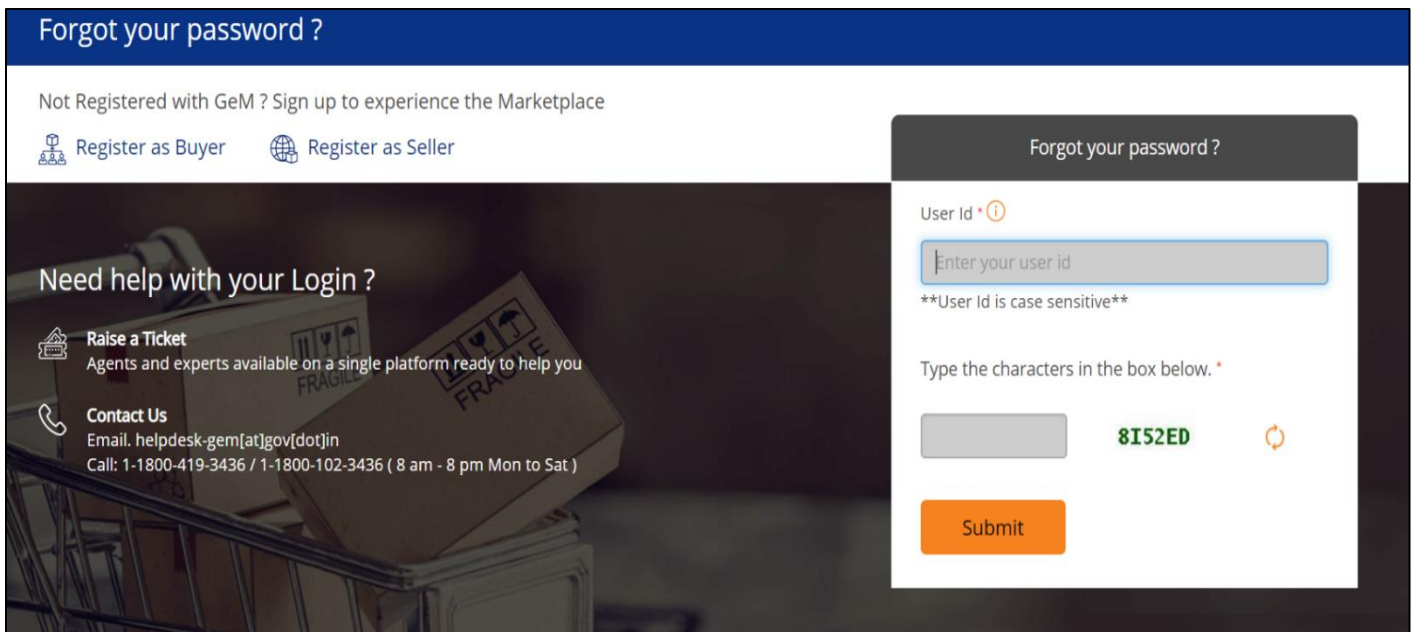 Forgot your password ?
Not Registered with GeM ? Sign up to experience the Marketplace
Register as Buyer
Register as Seller
Need help with your Login ?
Raise a Ticket
Agents and experts available on a single platform ready to help you
Contact Us
Email. helpdesk-gem[at]gov[dot]in
Call: 1-1800-419-3436 / 1-1800-102-3436 ( 8 am - 8 pm Mon to Sat )
FRAGILE
FRAGILE
Forgot your password ?
User Id *
Enter your user id
**User Id is case sensitive**
Type the characters in the box below. *
8I52ED
Submit